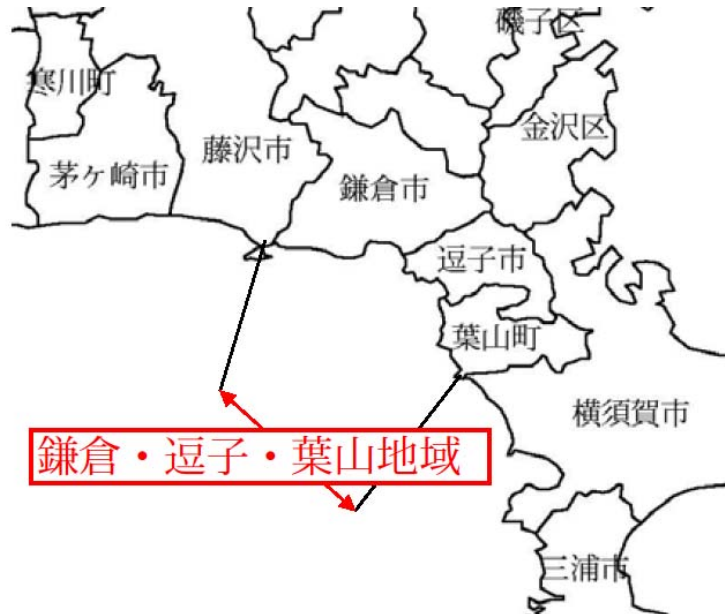 磯子区
寒川町
金沢区
藤沢市
茅ヶ崎市
鎌倉市
逗子市
葉山町
横須賀市
鎌倉・逗子・葉山地域
三浦市